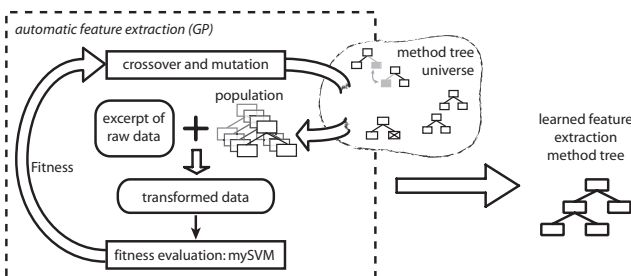 automatic feature extraction (GP)
crossover and mutation
method tree
universe
population
excerpt of
raw data
learned feature
extraction
method tree
Fitness
transformed data
fitness evaluation: mySVM